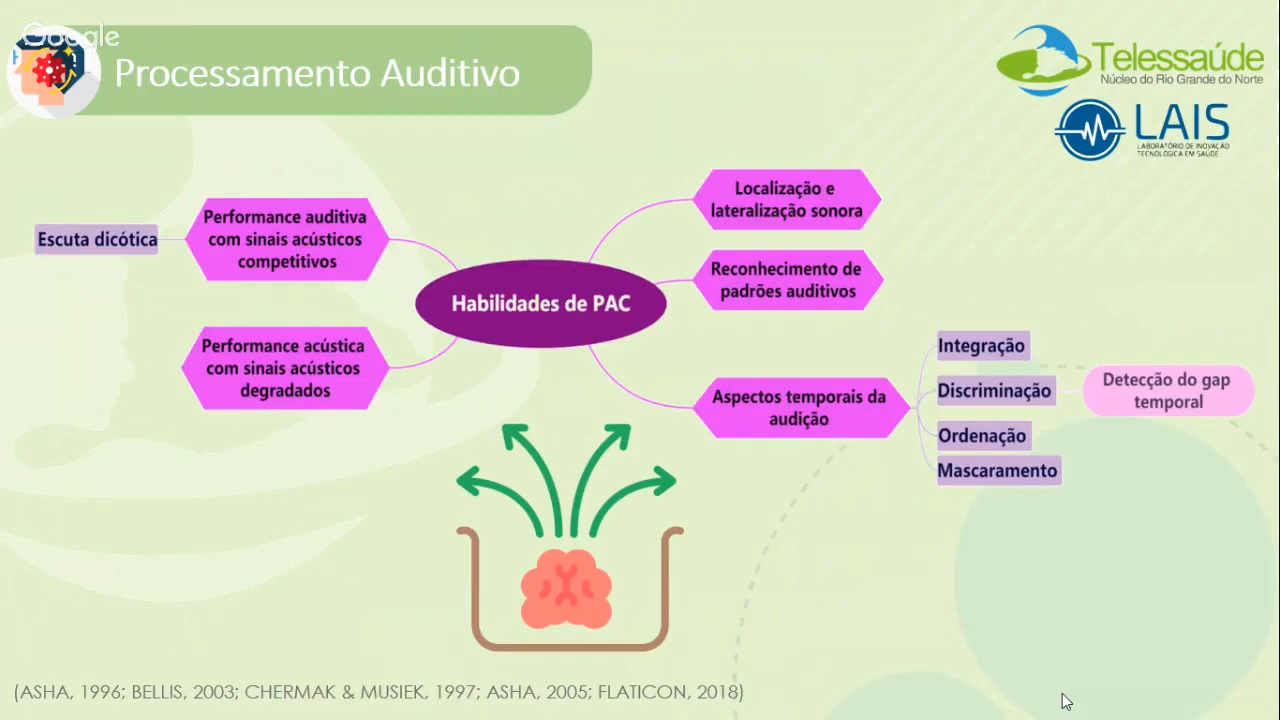 Google
Processamento Auditivo
Telessaúde
Núcleo do Rio Grande do Norte
LAIS
LABORATÓRIO DE INOVAÇÃO
TECNOLÓGICA EM SAÚDE
Escuta dicótica
Performance auditiva
com sinais acústicos
competitivos
Performance acústica
com sinais acústicos
degradados
Habilidades de PAC
Localização e
lateralização sonora
Reconhecimento de
padrões auditivos
Aspectos temporais da
audição
Integração
Discriminação
Ordenação
Mascaramento
Detecção do gap
temporal
(ASHA, 1996; BELLIS, 2003; CHERMAK & MUSIEK, 1997; ASHA, 2005; FLATICON, 2018)